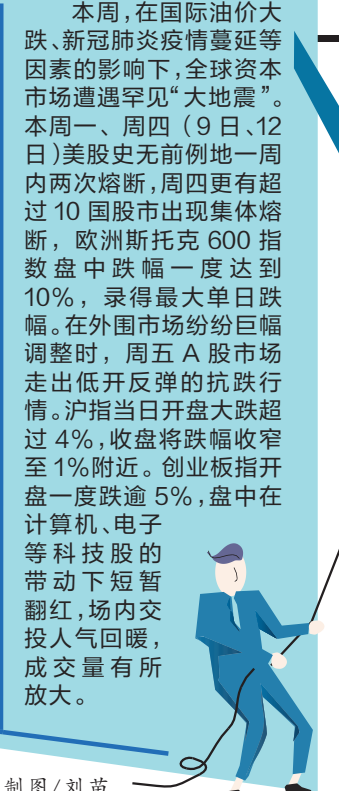 本周,在国际油价大
跌、新冠肺炎疫情蔓延等
因素的影响下,全球资本
市场遭遇罕见“大地震”。
本周一、周四(9日、12
日)美股史无前例地一周
内两次熔断,周四更有超
过10国股市出现集体熔
断,欧洲斯托克600指
数盘中跌幅一度达到
10%,录得最大单日跌
幅。在外围市场纷纷巨幅
调整时,周五A股市场
走出低开反弹的抗跌行
情。沪指当日开盘大跌超
过4%,收盘将跌幅收窄
至1%附近。创业板指开
盘一度跌逾5%,盘中在
计算机、电子
等科技股的
带动下短暂
翻红,场内交
投人气回暖,
成交量有所
放大。
制图/刘苗